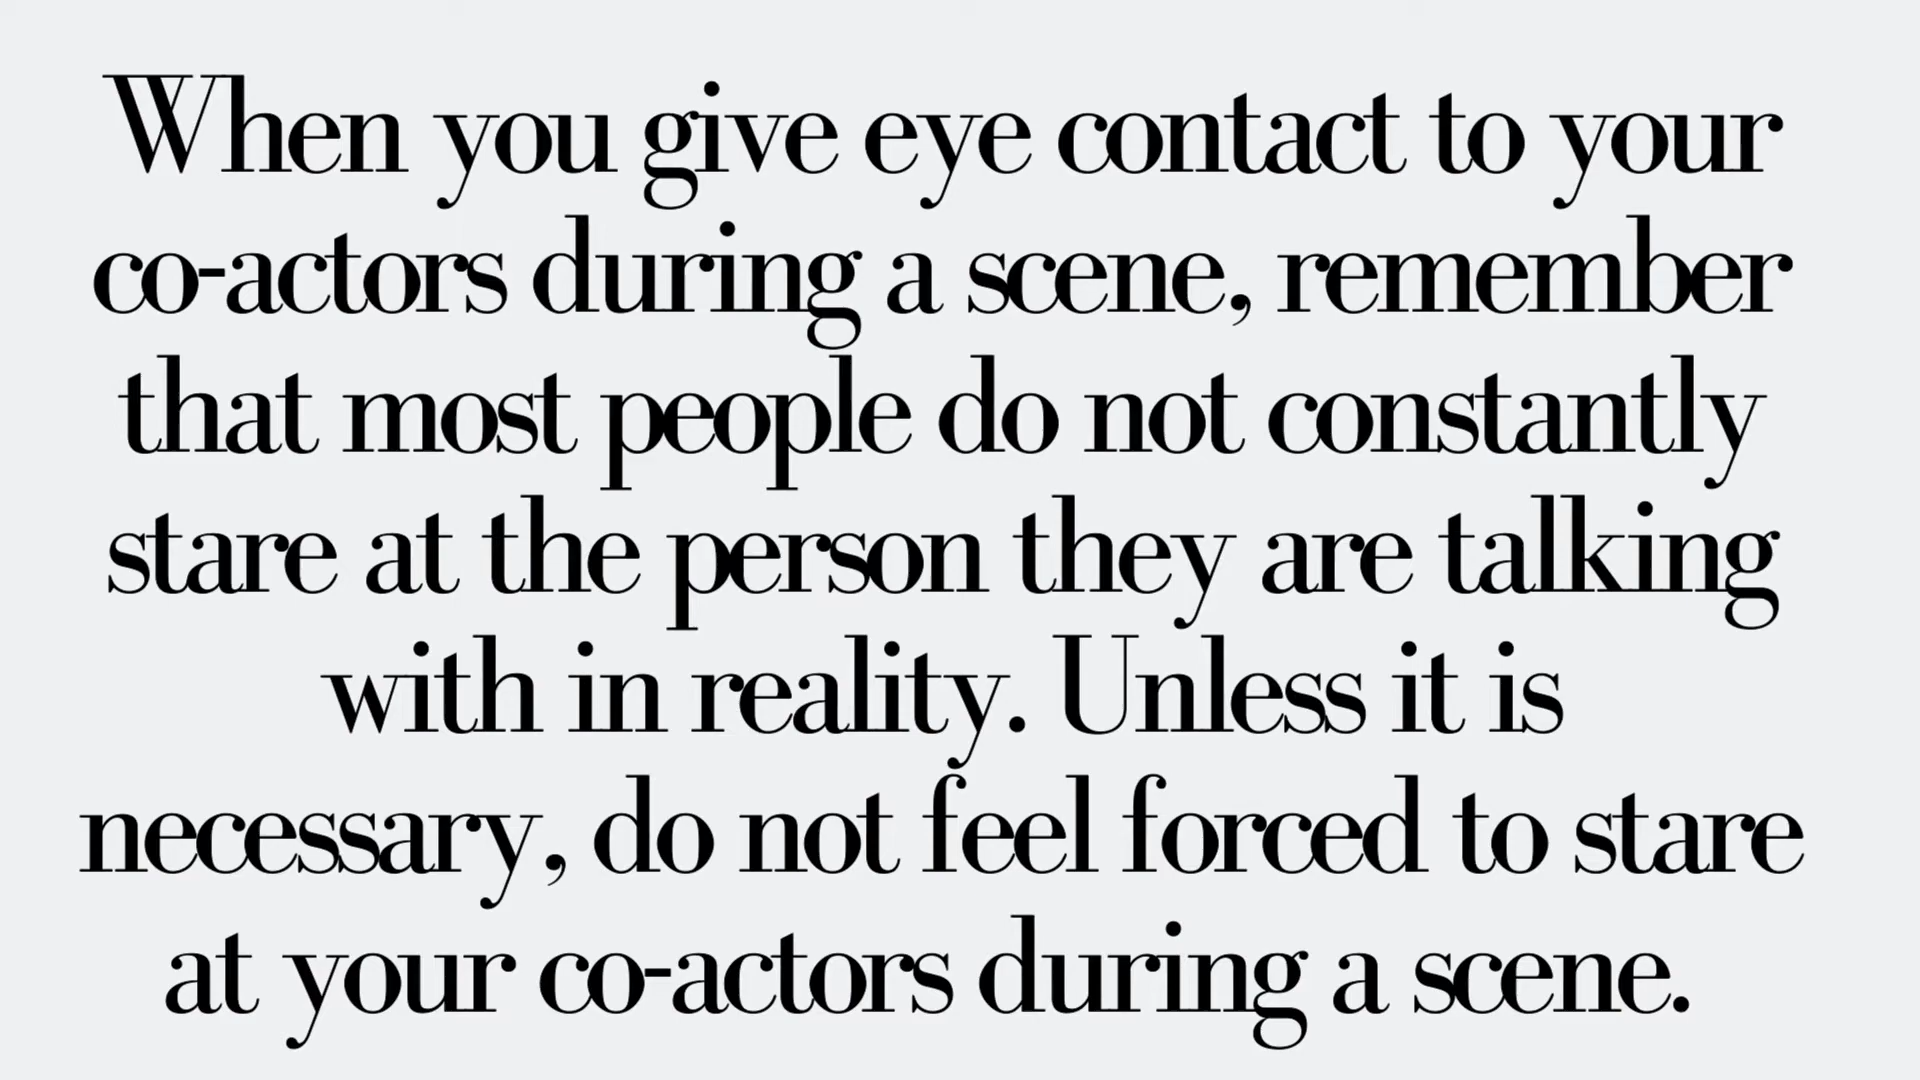 When you give eye contact to your
co-actors during a scene, remember
that most people do not constantly
stare at the person they are talking
with in reality. Unless it is
necessary, do not feel forced to stare
at your co-actors during a scene.